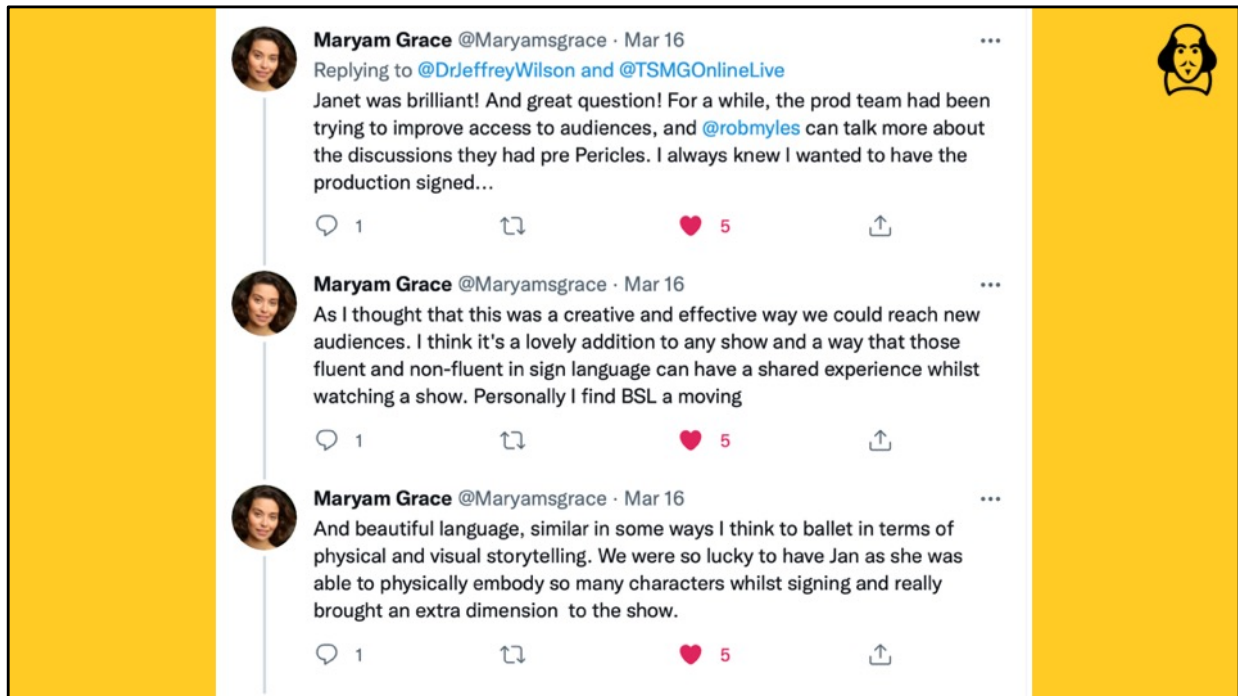 Maryam Grace @Maryamsgrace · Mar 16
Replying to @DrJeffreyWilson and @TSMGOnlineLive
Janet was brilliant! And great question! For a while, the prod team had been
trying to improve access to audiences, and @robmyles can talk more about
the discussions they had pre Pericles. I always knew I wanted to have the
production signed...
1 5
Maryam Grace @Maryamsgrace · Mar 16
As I thought that this was a creative and effective way we could reach new
audiences. I think it's a lovely addition to any show and a way that those
fluent and non-fluent in sign language can have a shared experience whilst
watching a show. Personally I find BSL a moving
1 5
Maryam Grace @Maryamsgrace · Mar 16
And beautiful language, similar in some ways I think to ballet in terms of
physical and visual storytelling. We were so lucky to have Jan as she was
able to physically embody so many characters whilst signing and really
brought an extra dimension to the show.
1 5